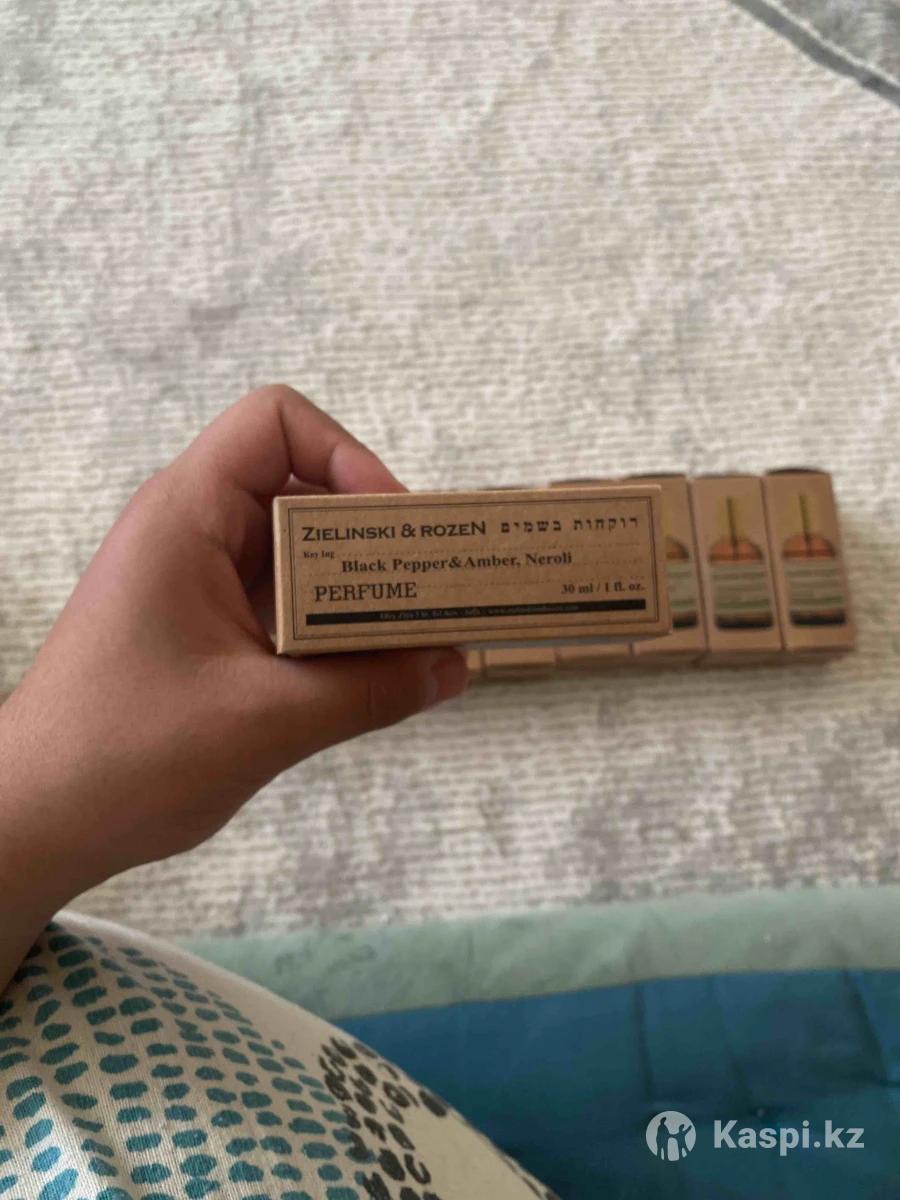 ZIELINSKI & ROZEN רוקחות בשמים
Key Ing
Black Pepper&Amber, Neroli
PERFUME 30 ml / 1 fl. oz.
Kaspi.kz